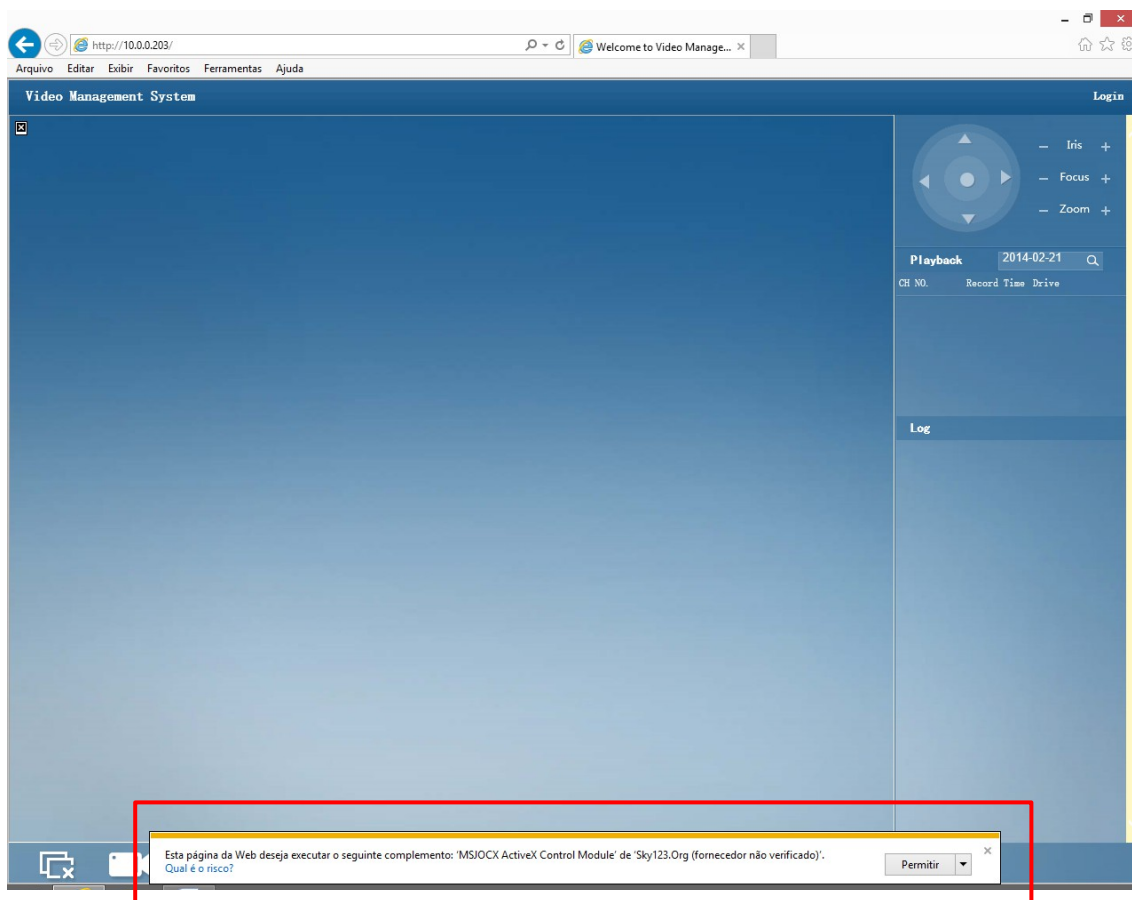 http://10.0.0.203/
Welcome to Video Manage...
Arquivo Editar Exibir Favoritos Ferramentas Ajuda
Video Management System
Login
– Iris +
– Focus +
– Zoom +
Playback 2014-02-21
CH NO. Record Time Drive
Log
Esta página da Web deseja executar o seguinte complemento: 'MSJOCX ActiveX Control Module' de 'Sky123.Org (fornecedor não verificado)'.
Qual é o risco?
Permitir